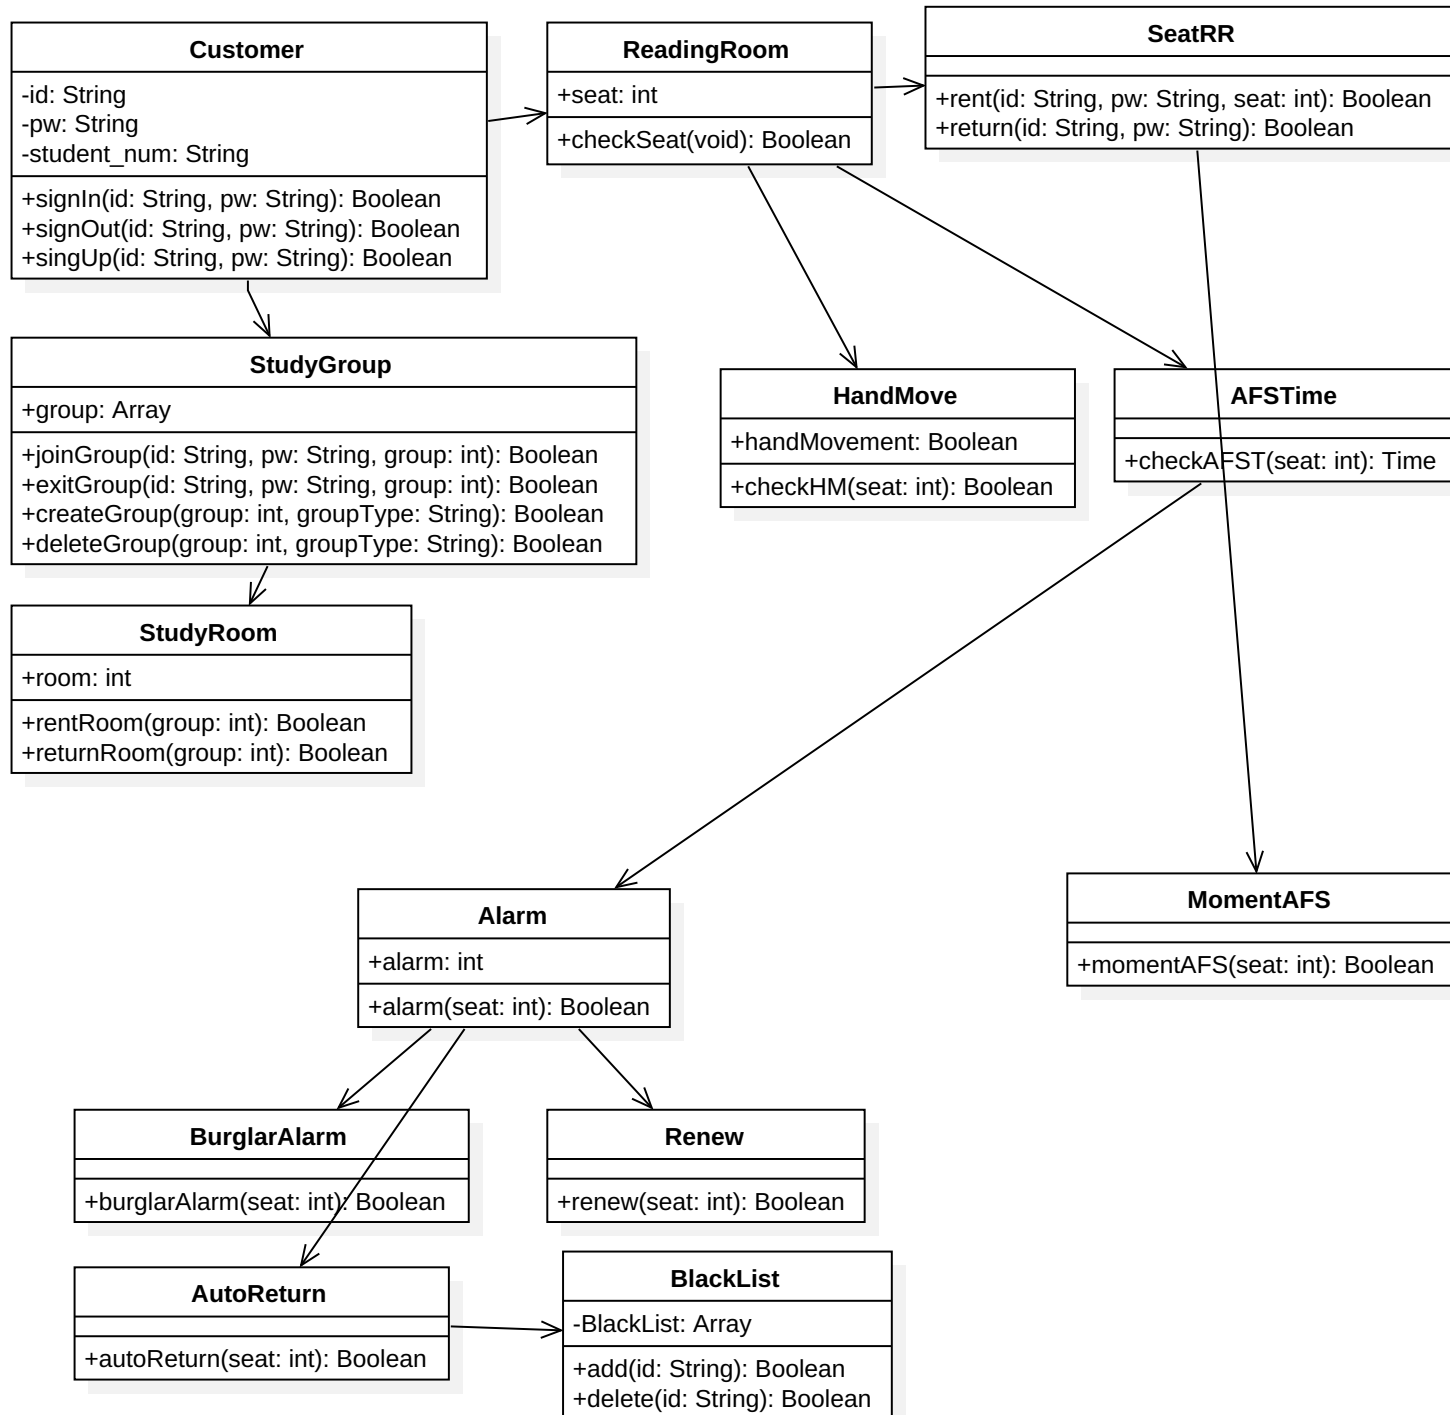 Customer
-id: String
-pw: String
-student_num: String
+signIn(id: String, pw: String): Boolean
+signOut(id: String, pw: String): Boolean
+singUp(id: String, pw: String): Boolean
ReadingRoom
+seat: int
+checkSeat(void): Boolean
SeatRR
+rent(id: String, pw: String, seat: int): Boolean
+return(id: String, pw: String): Boolean
StudyGroup
+group: Array
+joinGroup(id: String, pw: String, group: int): Boolean
+exitGroup(id: String, pw: String, group: int): Boolean
+createGroup(group: int, groupType: String): Boolean
+deleteGroup(group: int, groupType: String): Boolean
HandMove
+handMovement: Boolean
+checkHM(seat: int): Boolean
AFSTime
+checkAFST(seat: int): Time
StudyRoom
+room: int
+rentRoom(group: int): Boolean
+returnRoom(group: int): Boolean
Alarm
+alarm: int
+alarm(seat: int): Boolean
MomentAFS
+momentAFS(seat: int): Boolean
BurglarAlarm
+burglarAlarm(seat: int): Boolean
Renew
+renew(seat: int): Boolean
AutoReturn
+autoReturn(seat: int): Boolean
BlackList
-BlackList: Array
+add(id: String): Boolean
+delete(id: String): Boolean